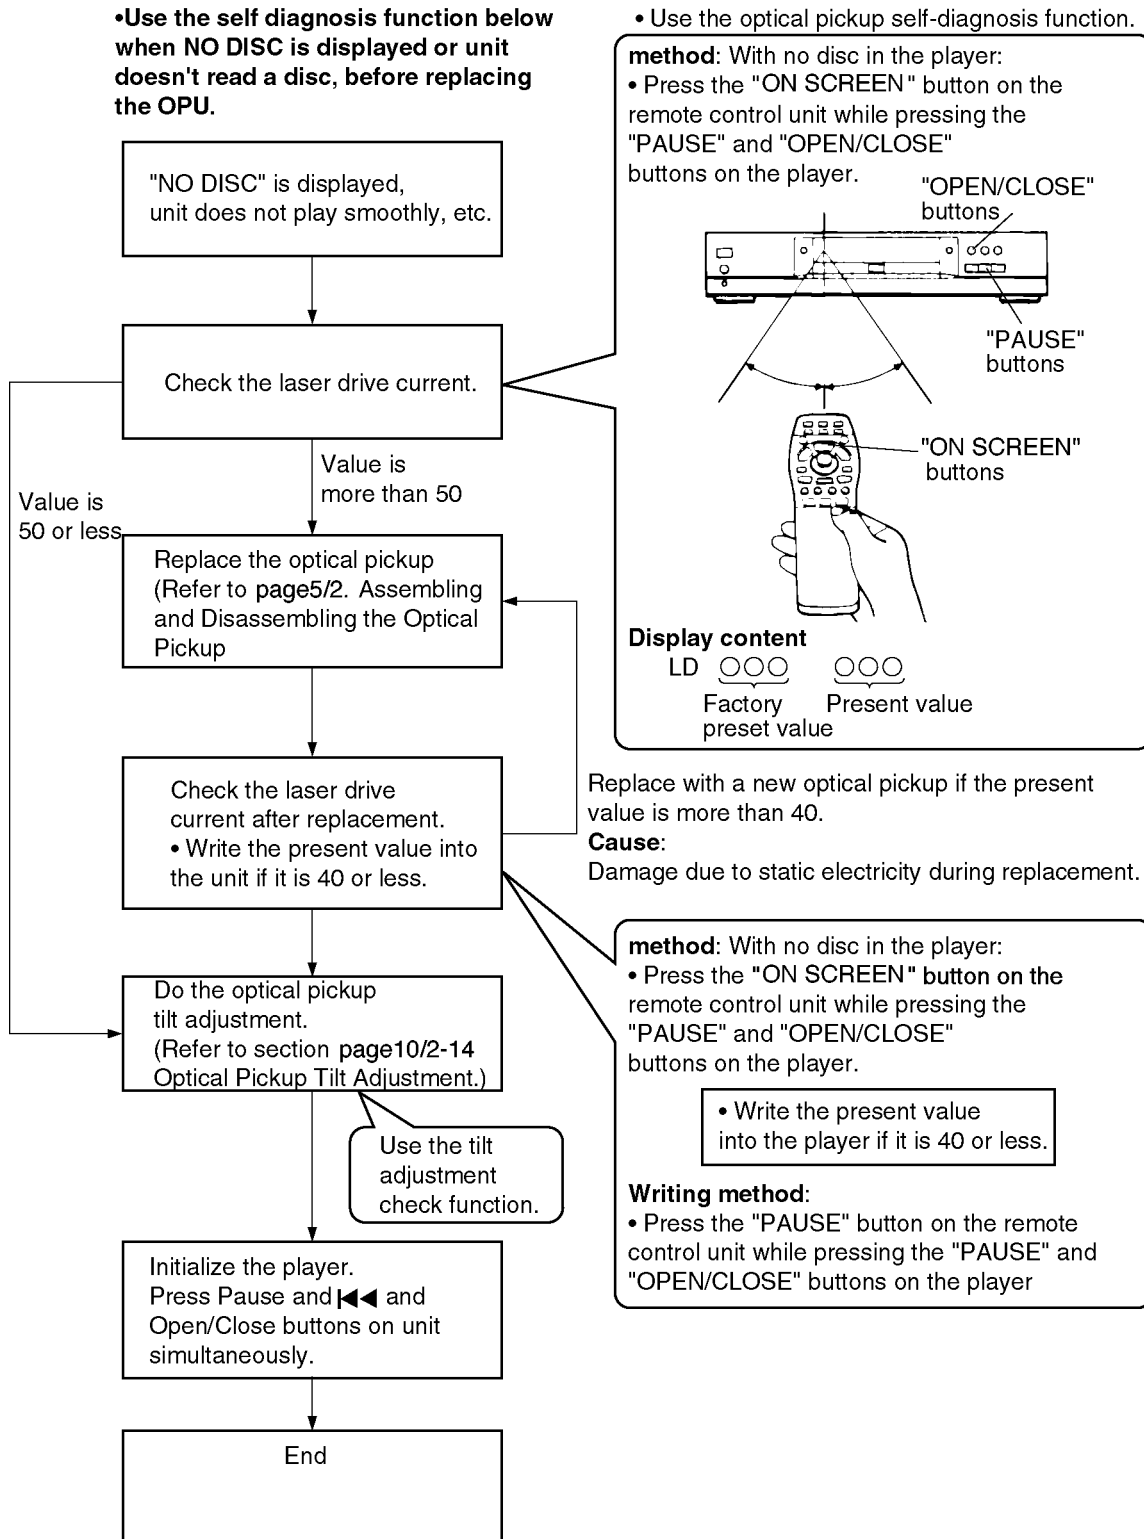 •Use the self diagnosis function below
when NO DISC is displayed or unit
doesn't read a disc, before replacing
the OPU.
"NO DISC" is displayed,
unit does not play smoothly, etc.
Check the laser drive current.
Value is
50 or less
Value is
more than 50
Replace the optical pickup
(Refer to page5/2. Assembling
and Disassembling the Optical
Pickup
Check the laser drive
current after replacement.
• Write the present value into
the unit if it is 40 or less.
Do the optical pickup
tilt adjustment.
(Refer to section page10/2-14
Optical Pickup Tilt Adjustment.)
Use the tilt
adjustment
check function.
Initialize the player.
Press Pause and |◀◀ and
Open/Close buttons on unit
simultaneously.
End
• Use the optical pickup self-diagnosis function.
method: With no disc in the player:
• Press the "ON SCREEN" button on the
remote control unit while pressing the
"PAUSE" and "OPEN/CLOSE"
buttons on the player.
"OPEN/CLOSE"
buttons
"PAUSE"
buttons
"ON SCREEN"
buttons
Display content
LD ○○○ ○○○
Factory
preset value
Present value
Replace with a new optical pickup if the present
value is more than 40.
Cause:
Damage due to static electricity during replacement.
method: With no disc in the player:
• Press the "ON SCREEN" button on the
remote control unit while pressing the
"PAUSE" and "OPEN/CLOSE"
buttons on the player.
• Write the present value
into the player if it is 40 or less.
Writing method:
• Press the "PAUSE" button on the remote
control unit while pressing the "PAUSE" and
"OPEN/CLOSE" buttons on the player